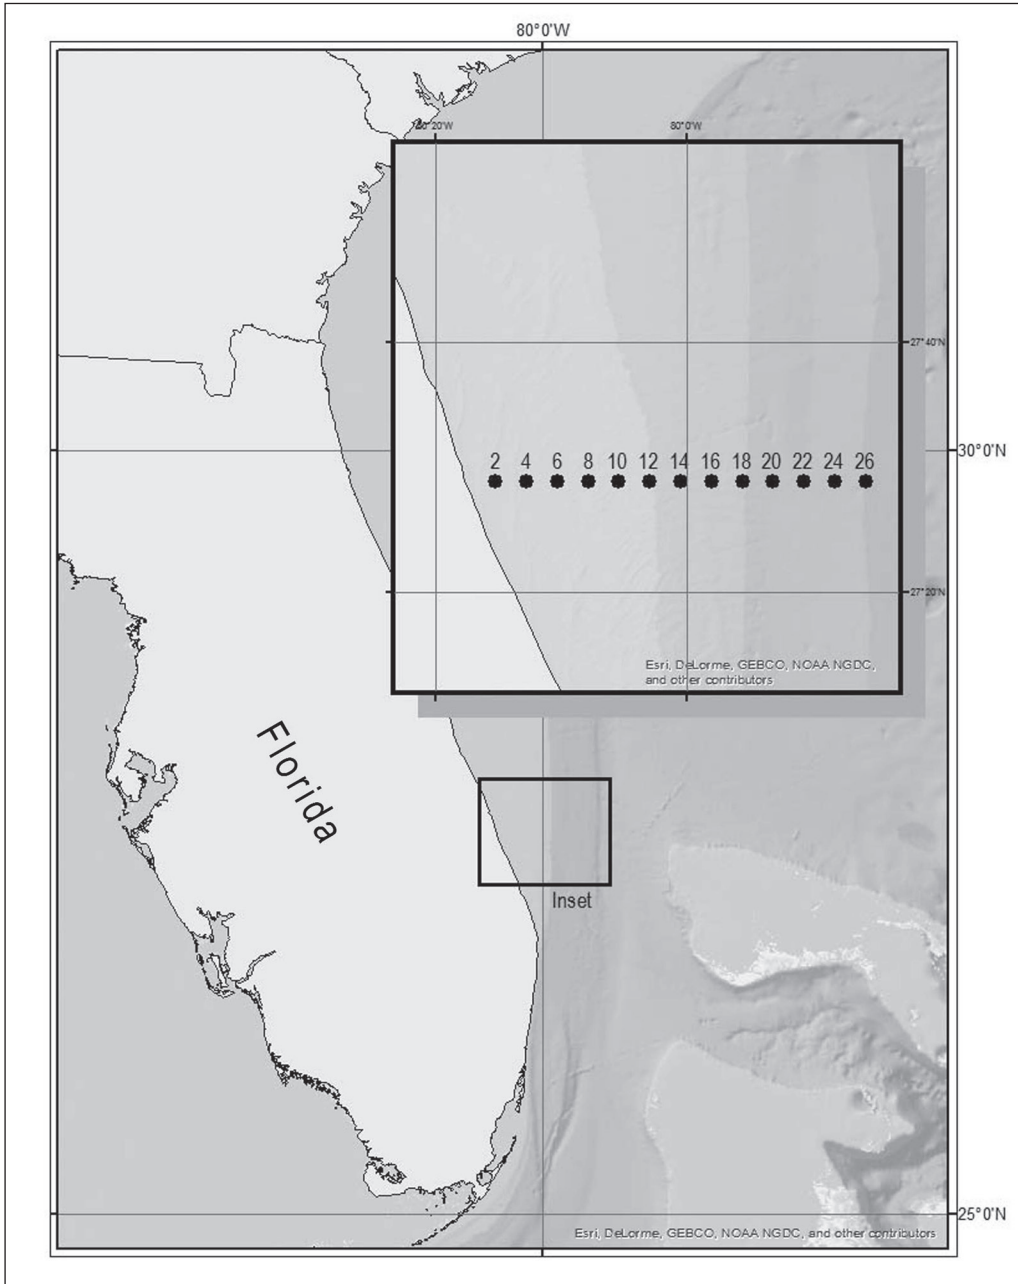 80°0'W
80°20'W 80°0'W
27°40'N
30°0'N
2 4 6 8 10 12 14 16 18 20 22 24 26
27°20'N
Esri, DeLorme, GEBCO, NOAA NGDC,
and other contributors
Florida
Inset
25°0'N
Esri, DeLorme, GEBCO, NOAA NGDC, and other contributors